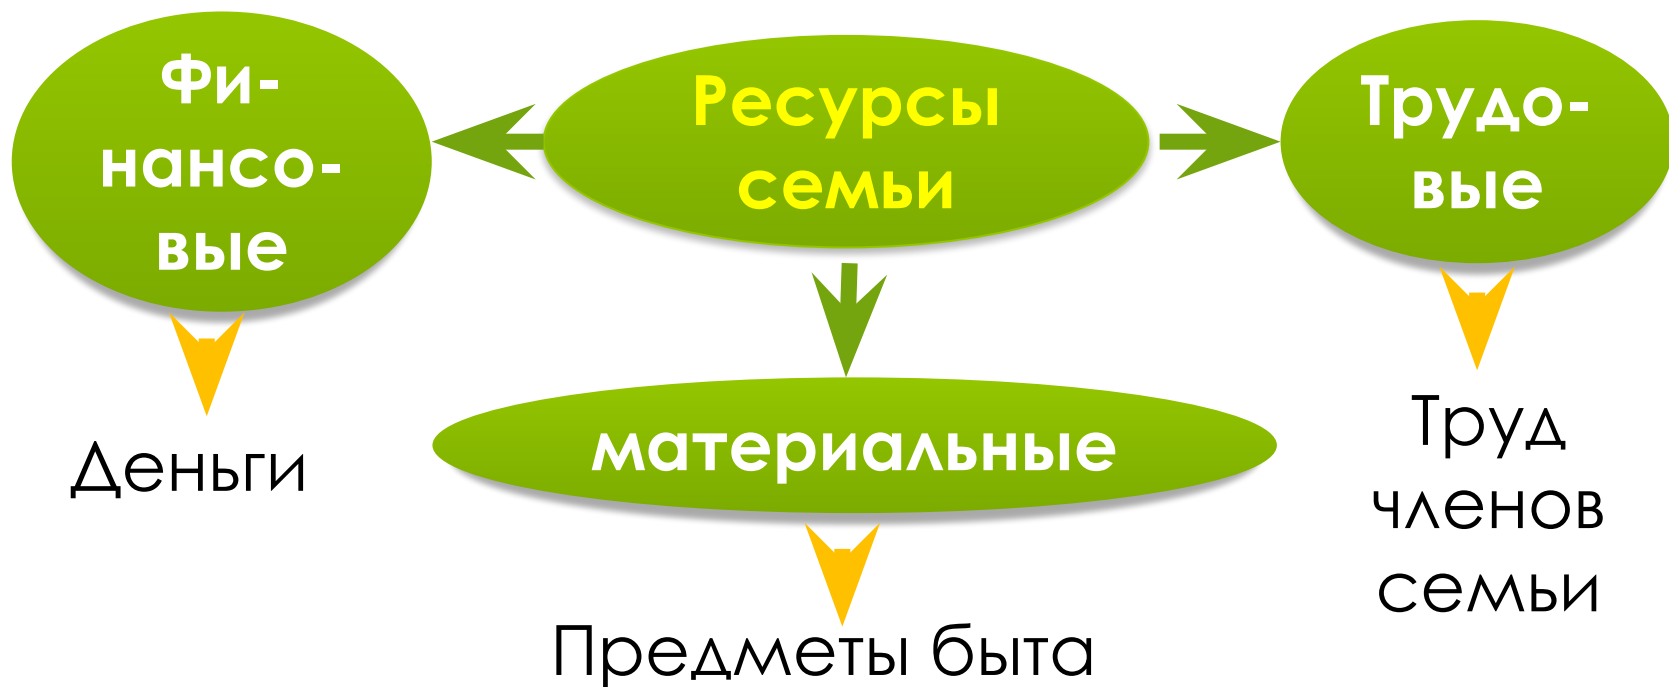 Фи-
нансо-
вые
Ресурсы
семьи
Трудо-
вые
материальные
Деньги
Труд
членов
семьи
Предметы быта